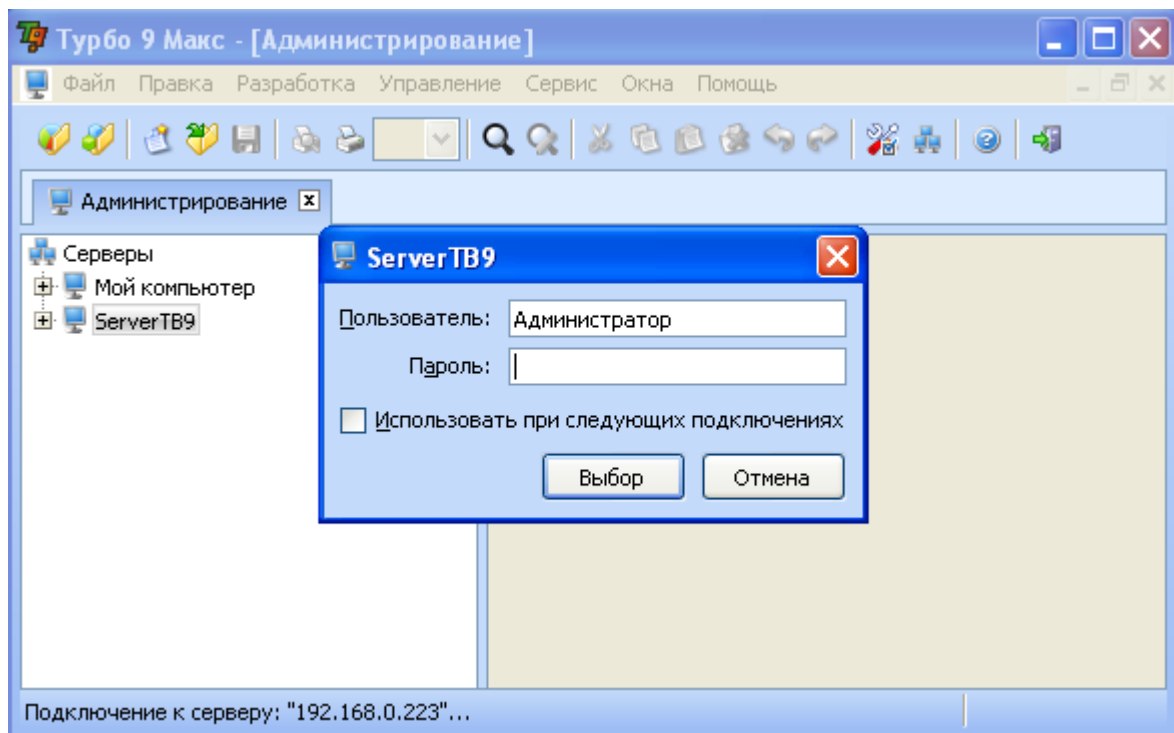 Турбо 9 Макс - [Администрирование]
Файл Правка Разработка Управление Сервис Окна Помощь
Администрирование
Серверы
Мой компьютер
ServerTB9
ServerTB9
Пользователь: Администратор
Пароль:
Использовать при следующих подключениях
Выбор Отмена
Подключение к серверу: "192.168.0.223"...